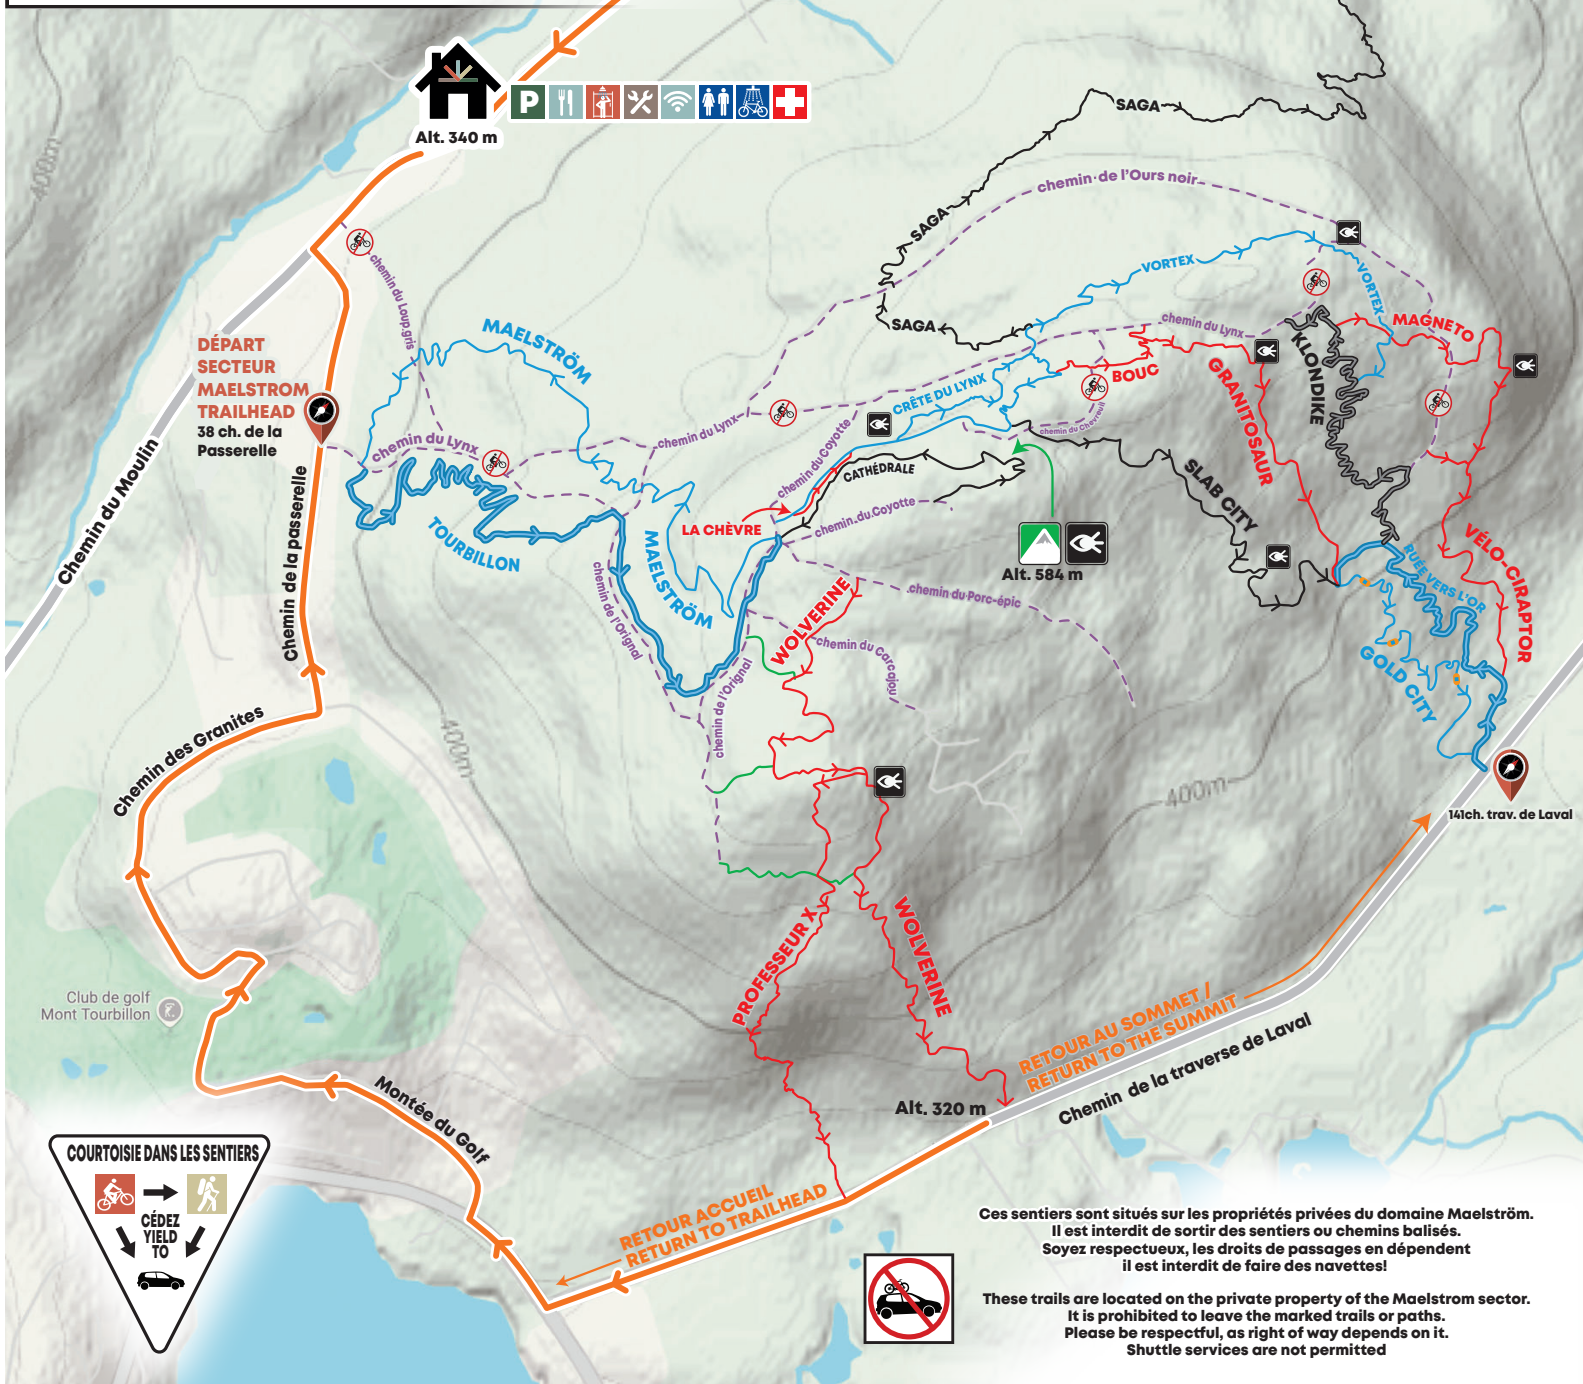 P
Alt. 340 m
400m
SAGA
chemin de l'Ours noir
SAGA
VORTEX
VORTEX
chemin du Loup gris
SAGA
chemin du Lynx
MAGNETO
MAELSTRÖM
DÉPART
SECTEUR
MAELSTROM
TRAILHEAD
38 ch. de la
Passerelle
KLONDIKE
BOUC
GRANITOSAUR
CRÊTE DU LYNX
chemin du Chevreuil
chemin du Lynx
chemin du Lynx
chemin du Coyotte
CATHÉDRALE
SLAB CITY
Chemin du Moulin
Chemin de la passerelle
TOURBILLON
LA CHÈVRE
chemin du Coyotte
MAELSTRÖM
Alt. 584 m
VÉLO-CIRAPTOR
RUÉE VERS L'OR
chemin de l'Orignal
WOLVERINE
chemin du Porc-épic
chemin du Carcajou
GOLD CITY
chemin de l'Orignal
Chemin des Granites
400m
400m
141ch. trav. de Laval
PROFESSEUR X
WOLVERINE
Club de golf
Mont Tourbillon
RETOUR AU SOMMET /
RETURN TO THE SUMMIT
Chemin de la traverse de Laval
Montée du Golf
Alt. 320 m
COURTOISIE DANS LES SENTIERS
CÉDEZ
YIELD
TO
RETOUR ACCUEIL
RETURN TO TRAILHEAD
Ces sentiers sont situés sur les propriétés privées du domaine Maelström.
Il est interdit de sortir des sentiers ou chemins balisés.
Soyez respectueux, les droits de passages en dépendent
il est interdit de faire des navettes!
These trails are located on the private property of the Maelstrom sector.
It is prohibited to leave the marked trails or paths.
Please be respectful, as right of way depends on it.
Shuttle services are not permitted